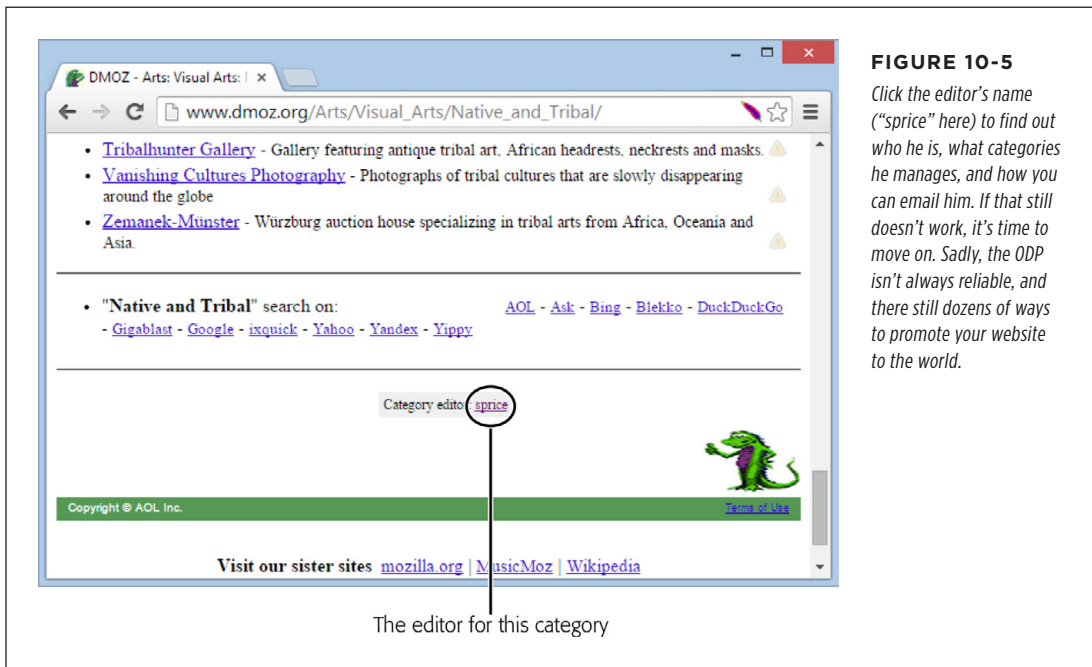 DMOZ - Arts: Visual Arts:
www.dmoz.org/Arts/Visual_Arts/Native_and_Tribal/
• Tribalhunter Gallery - Gallery featuring antique tribal art, African headrests, neckrests and masks.
• Vanishing Cultures Photography - Photographs of tribal cultures that are slowly disappearing
around the globe
• Zemanek-Münster - Würzburg auction house specializing in tribal arts from Africa, Oceania and
Asia.
• "Native and Tribal" search on: AOL - Ask - Bing - Blekko - DuckDuckGo
- Gigablast - Google - ixquick - Yahoo - Yandex - Yippy
Category editor: sprice
Copyright © AOL Inc. Terms of Use
Visit our sister sites mozilla.org | MusicMoz | Wikipedia
The editor for this category
FIGURE 10-5
Click the editor's name
("sprice" here) to find out
who he is, what categories
he manages, and how you
can email him. If that still
doesn't work, it's time to
move on. Sadly, the ODP
isn't always reliable, and
there still dozens of ways
to promote your website
to the world.